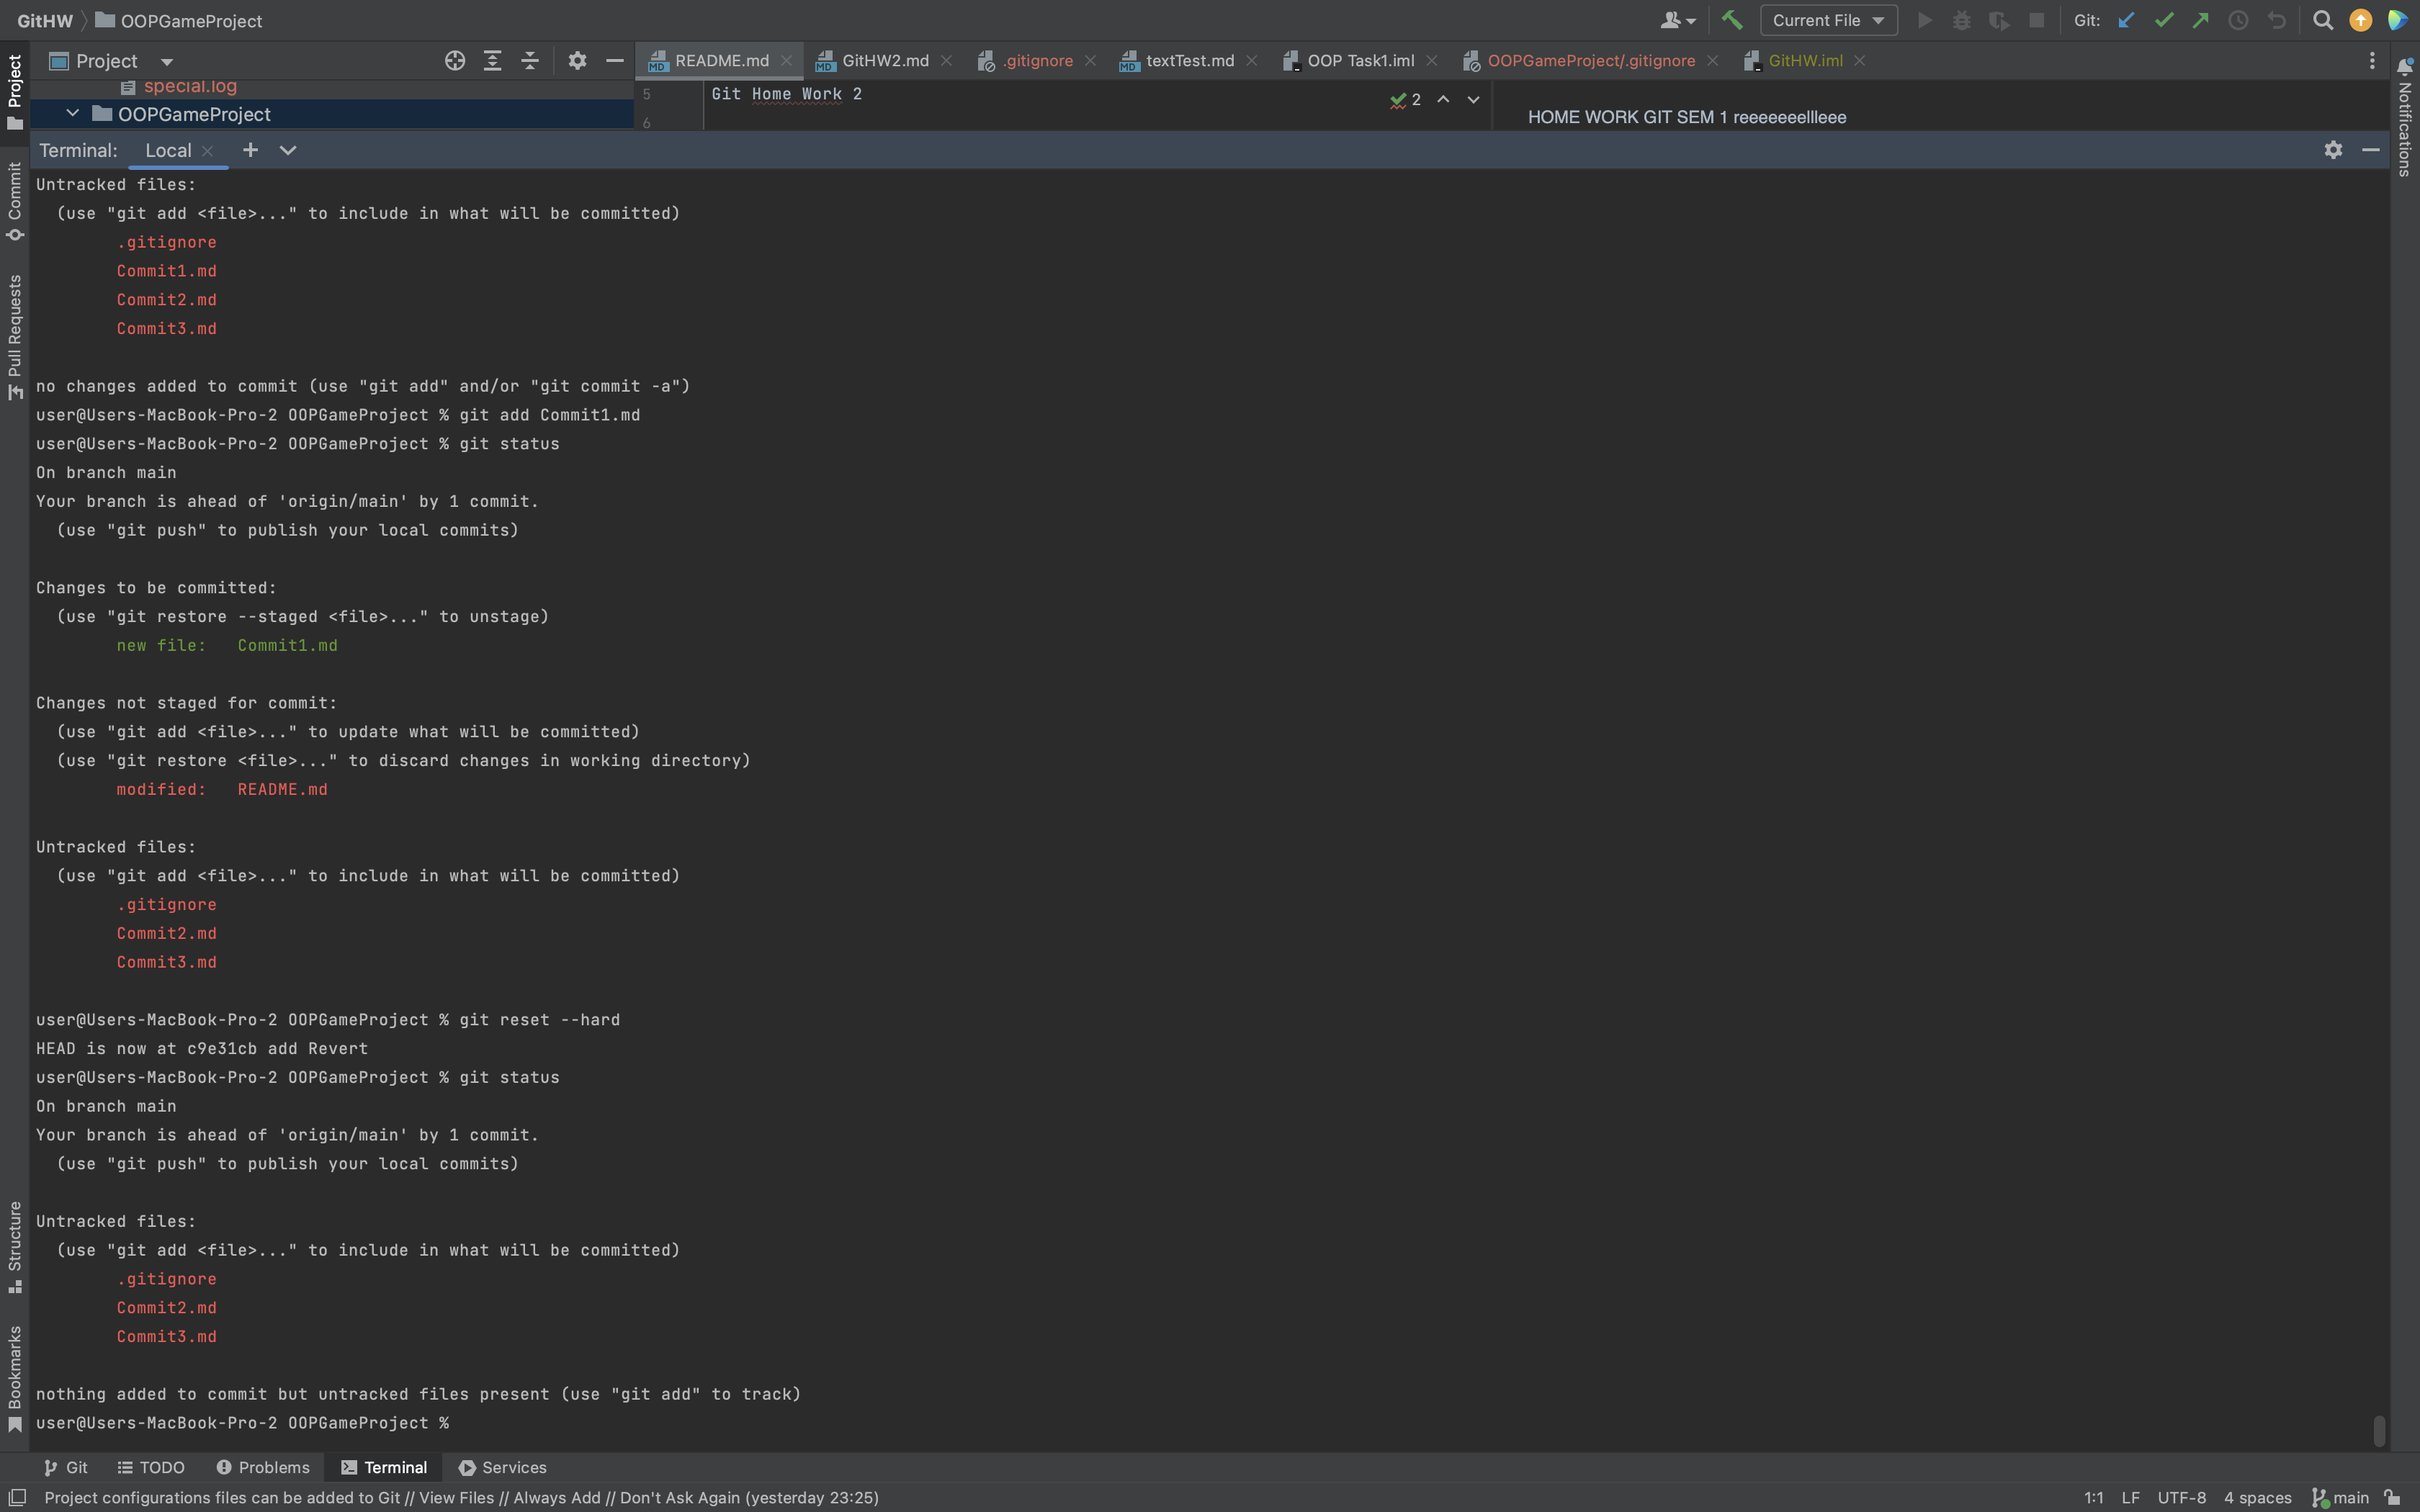 GitHW OOPGameProject Current File Git:
Project README.md GitHW2.md .gitignore textTest.md OOP Task1.iml OOPGameProject/.gitignore GitHW.iml
special.log
5 Git Home Work 2 2
OOPGameProject
6
HOME WORK GIT SEM 1 reeeeeeellleee
Terminal: Local
Untracked files:
(use "git add <file>..." to include in what will be committed)
.gitignore
Commit1.md
Commit2.md
Commit3.md
no changes added to commit (use "git add" and/or "git commit -a")
user@Users-MacBook-Pro-2 OOPGameProject % git add Commit1.md
user@Users-MacBook-Pro-2 OOPGameProject % git status
On branch main
Your branch is ahead of 'origin/main' by 1 commit.
(use "git push" to publish your local commits)
Changes to be committed:
(use "git restore --staged <file>..." to unstage)
new file: Commit1.md
Changes not staged for commit:
(use "git add <file>..." to update what will be committed)
(use "git restore <file>..." to discard changes in working directory)
modified: README.md
Untracked files:
(use "git add <file>..." to include in what will be committed)
.gitignore
Commit2.md
Commit3.md
user@Users-MacBook-Pro-2 OOPGameProject % git reset --hard
HEAD is now at c9e31cb add Revert
user@Users-MacBook-Pro-2 OOPGameProject % git status
On branch main
Your branch is ahead of 'origin/main' by 1 commit.
(use "git push" to publish your local commits)
Untracked files:
(use "git add <file>..." to include in what will be committed)
.gitignore
Commit2.md
Commit3.md
nothing added to commit but untracked files present (use "git add" to track)
user@Users-MacBook-Pro-2 OOPGameProject %
Project
Commit
Pull Requests
Structure
Bookmarks
Notifications
Git TODO Problems Terminal Services
Project configurations files can be added to Git // View Files // Always Add // Don't Ask Again (yesterday 23:25) 1:1 LF UTF-8 4 spaces main